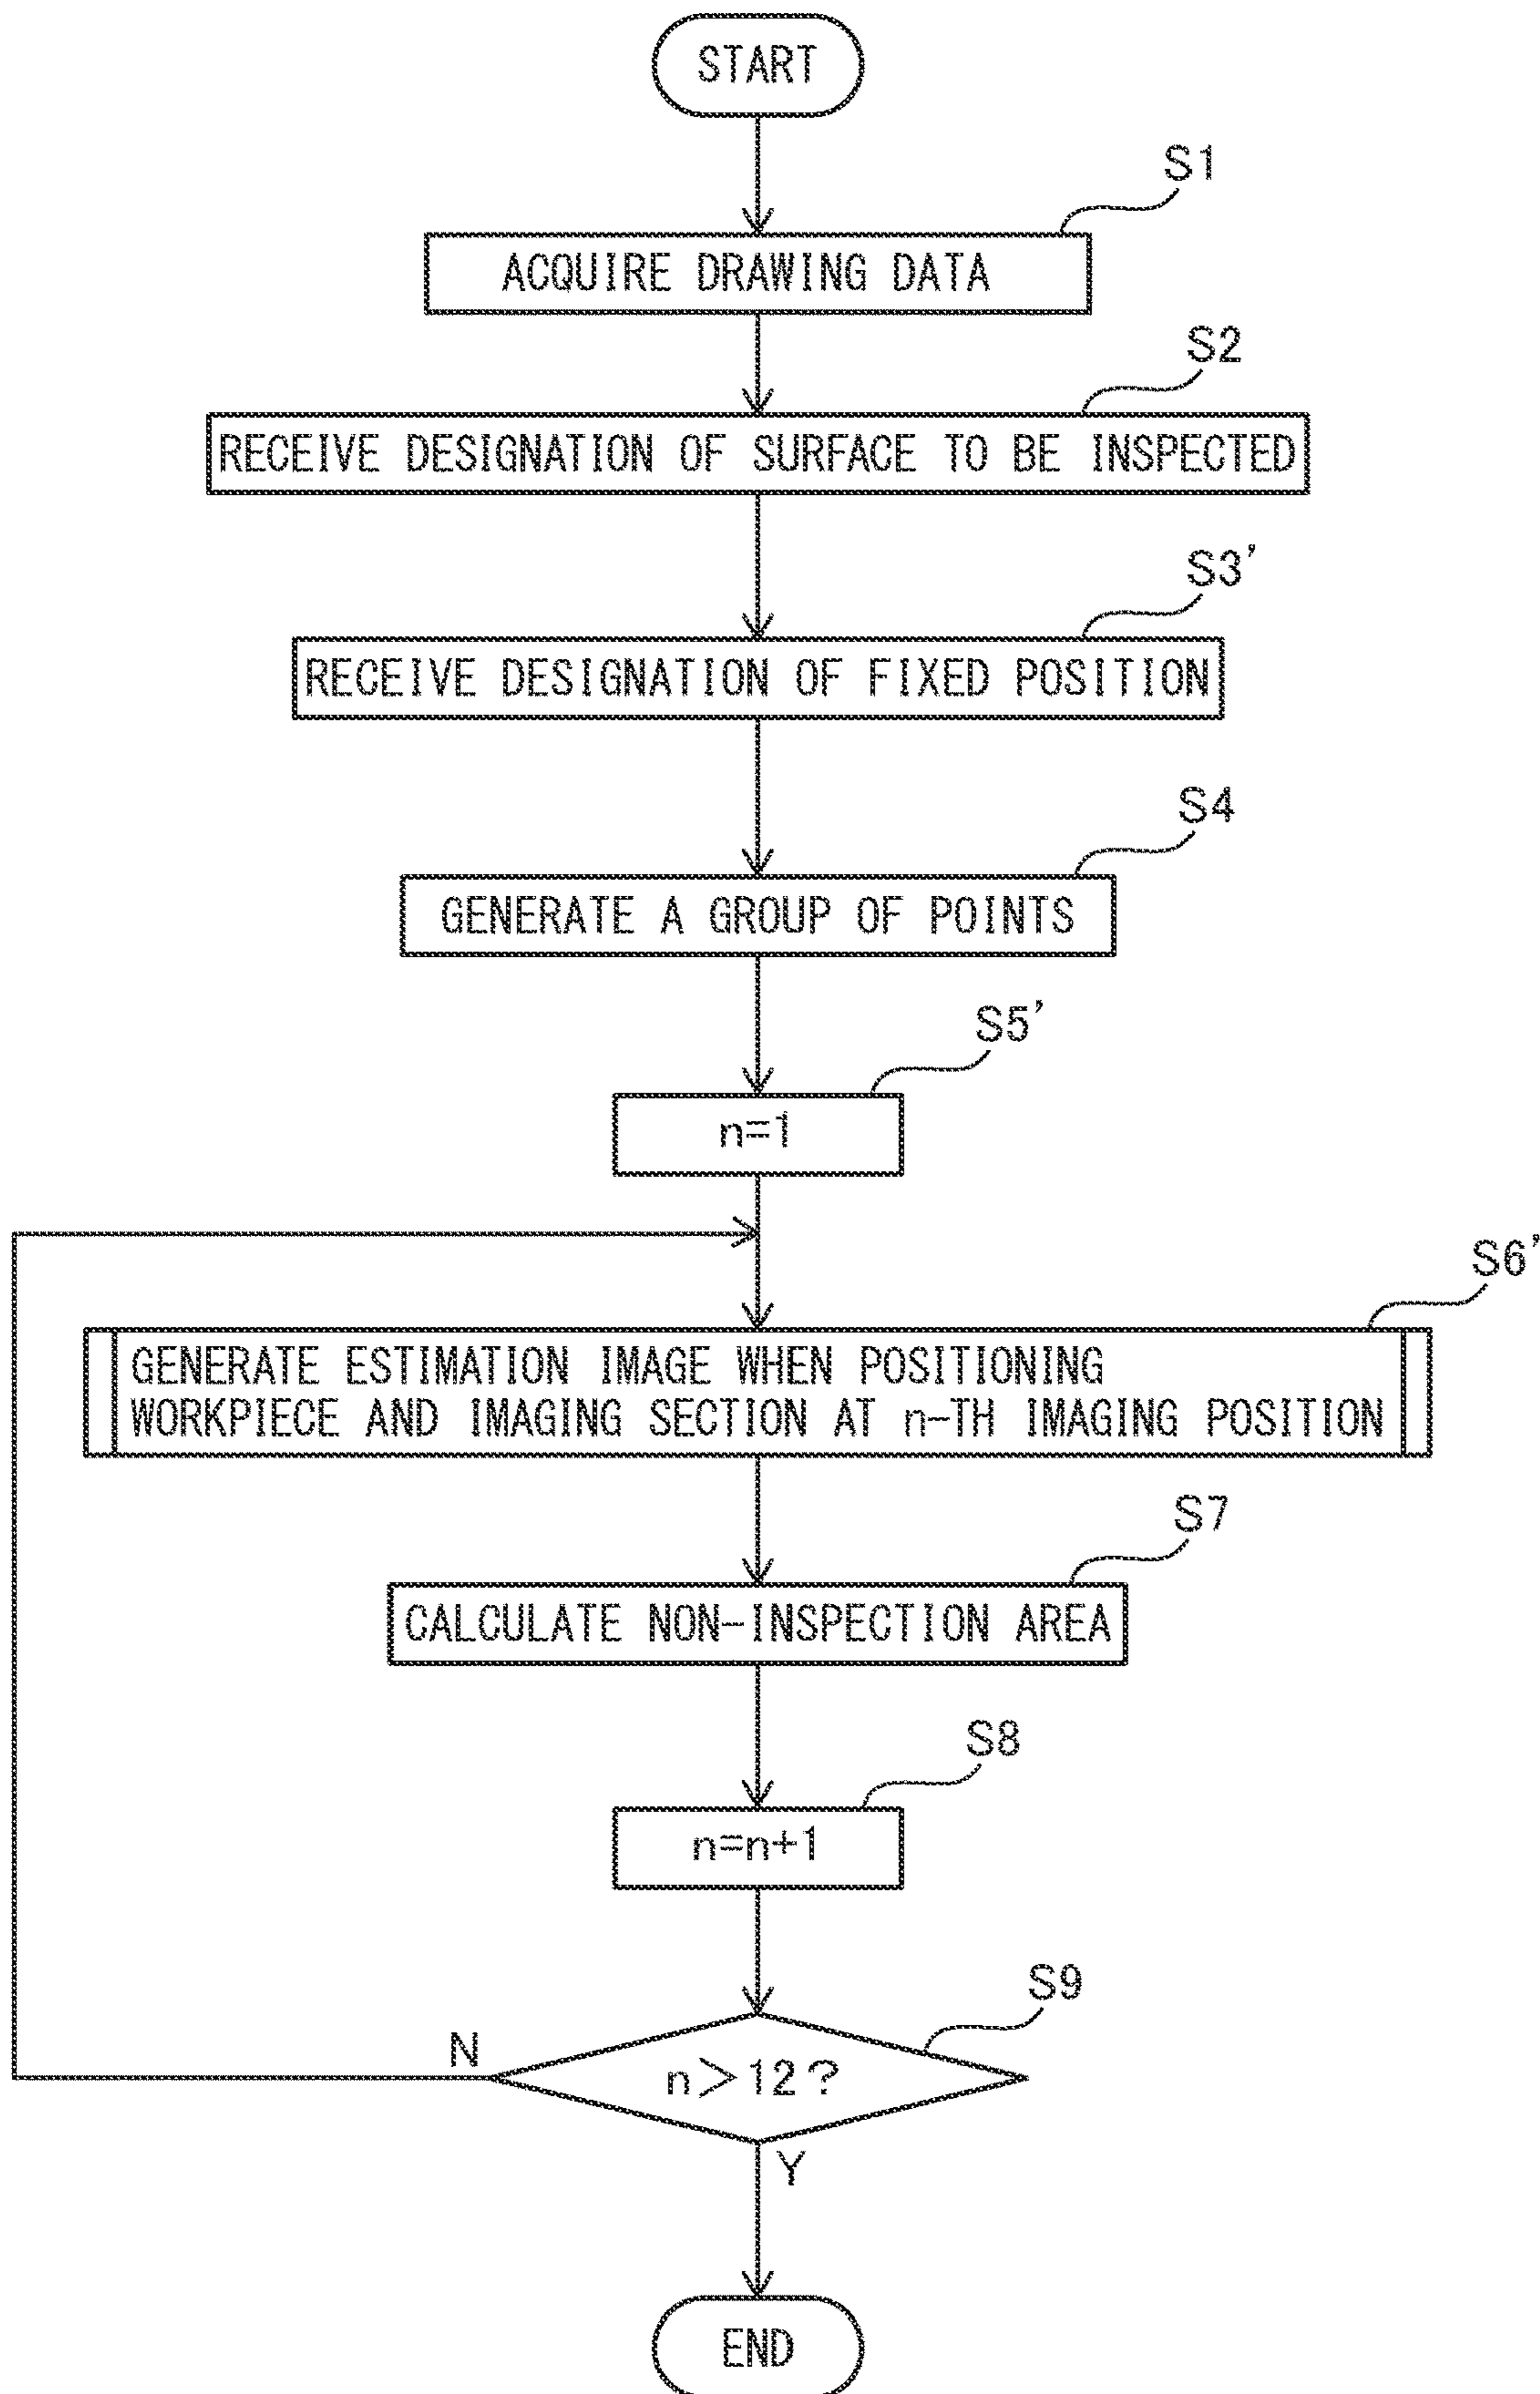 START
S1
ACQUIRE DRAWING DATA
S2
RECEIVE DESIGNATION OF SURFACE TO BE INSPECTED
S3'
RECEIVE DESIGNATION OF FIXED POSITION
S4
GENERATE A GROUP OF POINTS
S5'
n=1
S6'
GENERATE ESTIMATION IMAGE WHEN POSITIONING
WORKPIECE AND IMAGING SECTION AT n-TH IMAGING POSITION
S7
CALCULATE NON-INSPECTION AREA
S8
n=n+1
S9
N
n>12?
Y
END